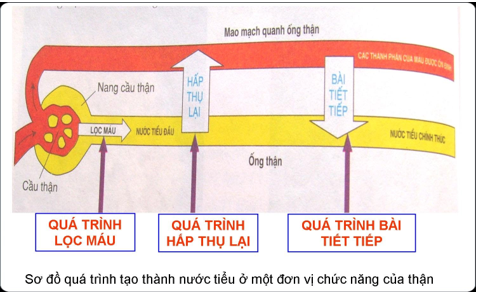 Mao mạch quanh ống thận
CÁC THÀNH PHẦN CỦA MÁU ĐƯỢC
Nang cầu thận
HẤP
THỤ
LẠI
BÀI
TIẾT
TIẾP
LỌC MÁU
NƯỚC TIỂU ĐẦU
NƯỚC TIỂU CHÍNH THỨC
Ống thận
Cầu thận
QUÁ TRÌNH
LỌC MÁU
QUÁ TRÌNH
HẤP THỤ LẠI
QUÁ TRÌNH BÀI
TIẾT TIẾP
Sơ đồ quá trình tạo thành nước tiểu ở một đơn vị chức năng của thận